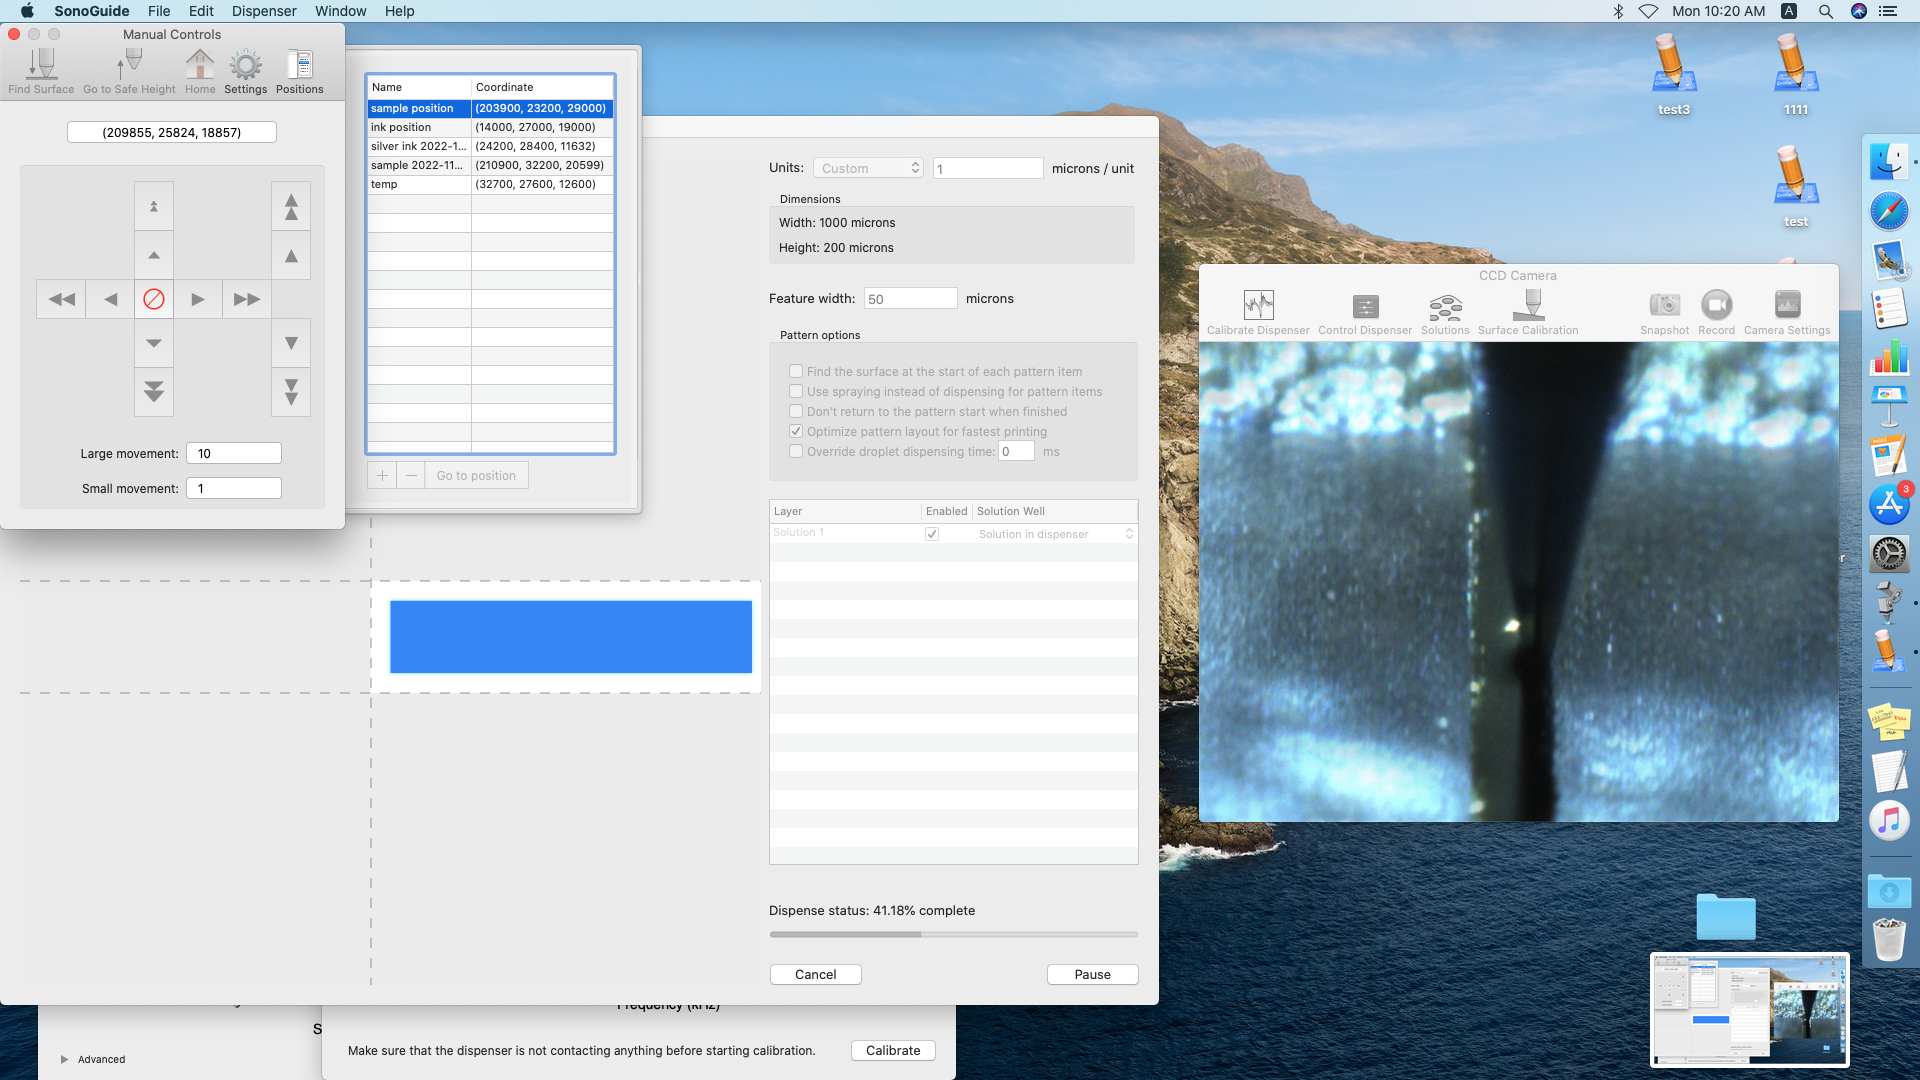 SonoGuide File Edit Dispenser Window Help
Mon 10:20 AM A
Manual Controls
Find Surface Go to Safe Height Home Settings Positions
(209855, 25824, 18857)
Large movement: 10
Small movement: 1
Name Coordinate
sample position (203900, 23200, 29000)
ink position (14000, 27000, 19000)
silver ink 2022-1... (24200, 28400, 11632)
sample 2022-11... (210900, 32200, 20599)
temp (32700, 27600, 12600)
+ − Go to position
Units: Custom 1 microns / unit
Dimensions
Width: 1000 microns
Height: 200 microns
Feature width: 50 microns
Pattern options
Find the surface at the start of each pattern item
Use spraying instead of dispensing for pattern items
Don't return to the pattern start when finished
Optimize pattern layout for fastest printing
Override droplet dispensing time: 0 ms
Layer Enabled Solution Well
Solution 1 Solution in dispenser
Dispense status: 41.18% complete
Cancel Pause
Make sure that the dispenser is not contacting anything before starting calibration. Calibrate
S
Advanced
test3 1111
test
CCD Camera
Calibrate Dispenser Control Dispenser Solutions Surface Calibration Snapshot Record Camera Settings
3
r